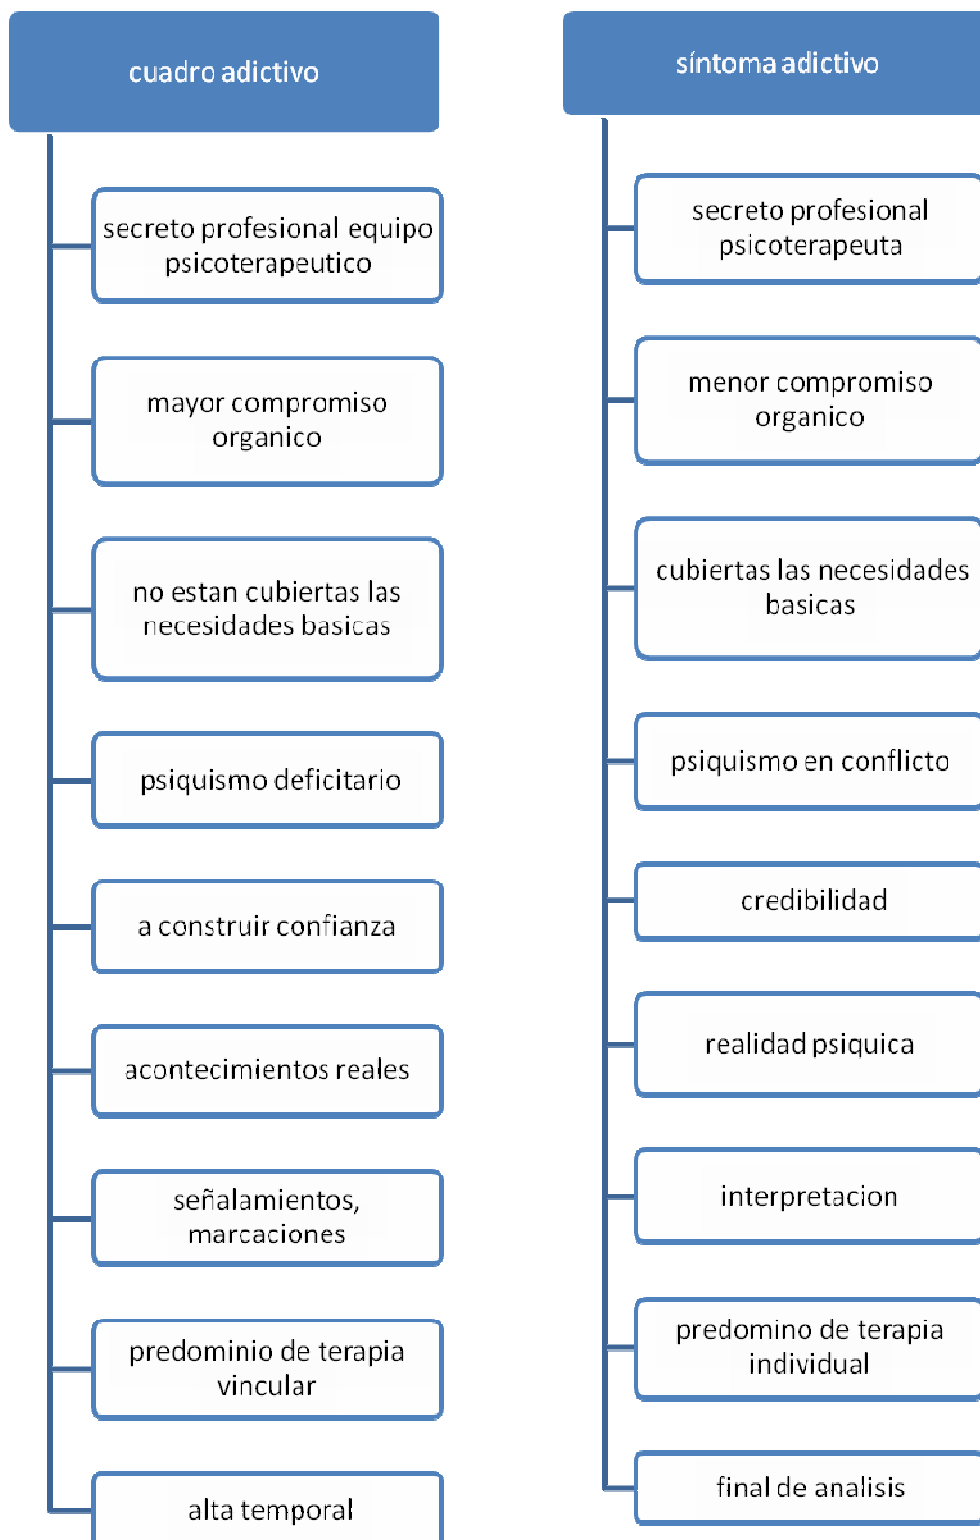 cuadro adictivo
secreto profesional equipo
psicoterapeutico
mayor compromiso
organico
no estan cubiertas las
necesidades basicas
psiquismo deficitario
a construir confianza
acontecimientos reales
señalamientos,
marcaciones
predominio de terapia
vincular
alta temporal
síntoma adictivo
secreto profesional
psicoterapeuta
menor compromiso
organico
cubiertas las necesidades
basicas
psiquismo en conflicto
credibilidad
realidad psiquica
interpretacion
predomino de terapia
individual
final de analisis